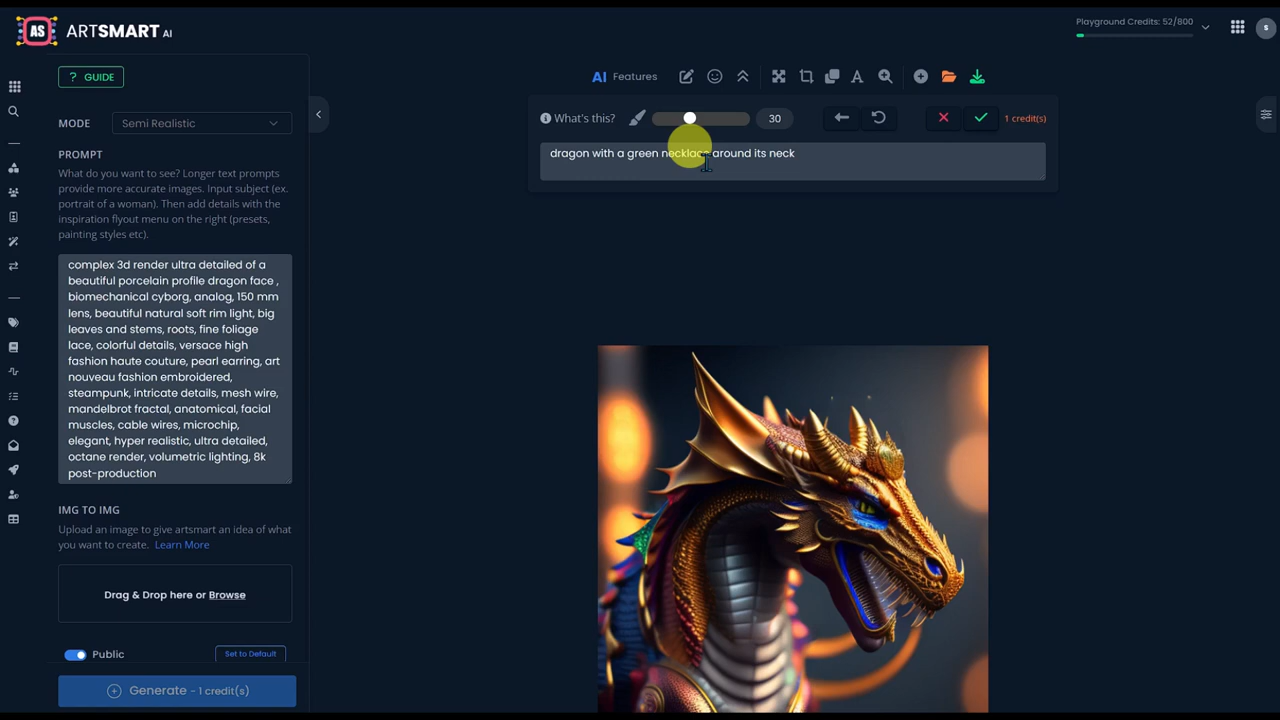 AS ARTSMART AI
Playground Credits: 52/800
S
? GUIDE
AI Features
MODE
Semi Realistic
What's this?
30
1 credit(s)
dragon with a green necklace around its neck
PROMPT
What do you want to see? Longer text prompts
provide more accurate images. Input subject (ex.
portrait of a woman). Then add details with the
inspiration flyout menu on the right (presets,
painting styles etc).
complex 3d render ultra detailed of a
beautiful porcelain profile dragon face ,
biomechanical cyborg, analog, 150 mm
lens, beautiful natural soft rim light, big
leaves and stems, roots, fine foliage
lace, colorful details, versace high
fashion haute couture, pearl earring, art
nouveau fashion embroidered,
steampunk, intricate details, mesh wire,
mandelbrot fractal, anatomical, facial
muscles, cable wires, microchip,
elegant, hyper realistic, ultra detailed,
octane render, volumetric lighting, 8k
post-production
IMG TO IMG
Upload an image to give artsmart an idea of what
you want to create. Learn More
Drag & Drop here or Browse
Public
Set to Default
Generate - 1 credit(s)